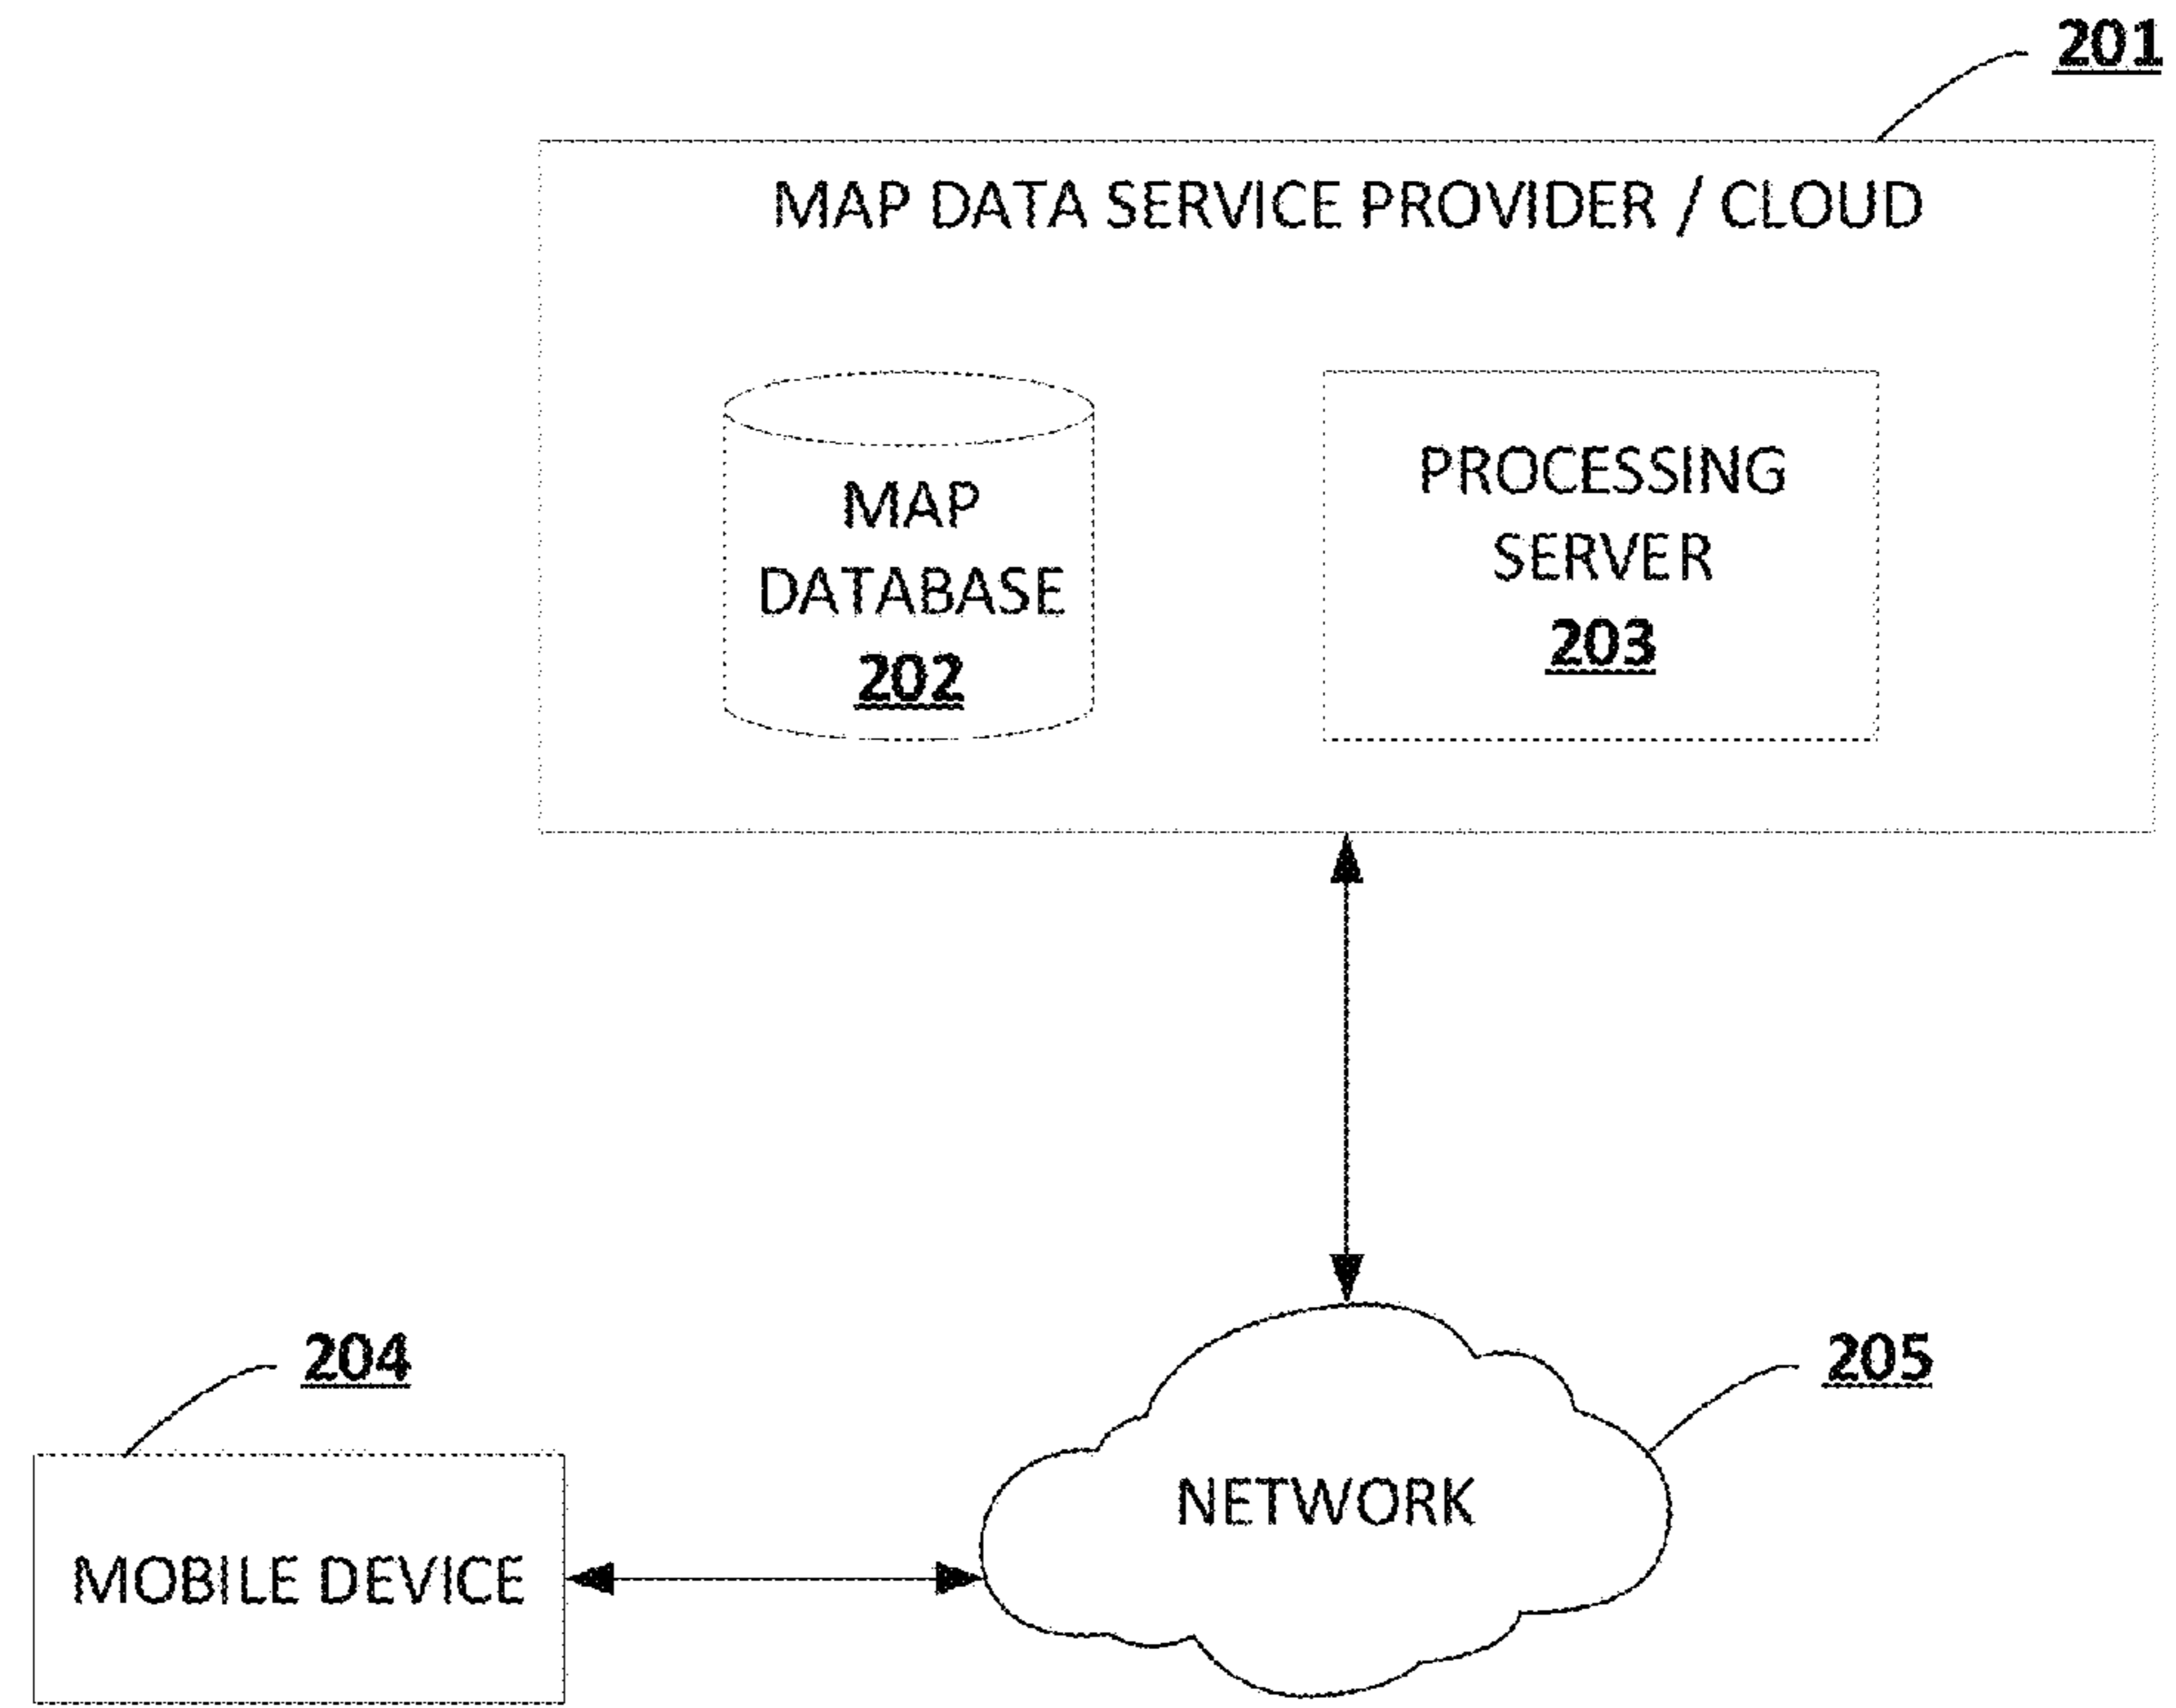 201
MAP DATA SERVICE PROVIDER / CLOUD
MAP
DATABASE
202
PROCESSING
SERVER
203
204
205
NETWORK
MOBILE DEVICE